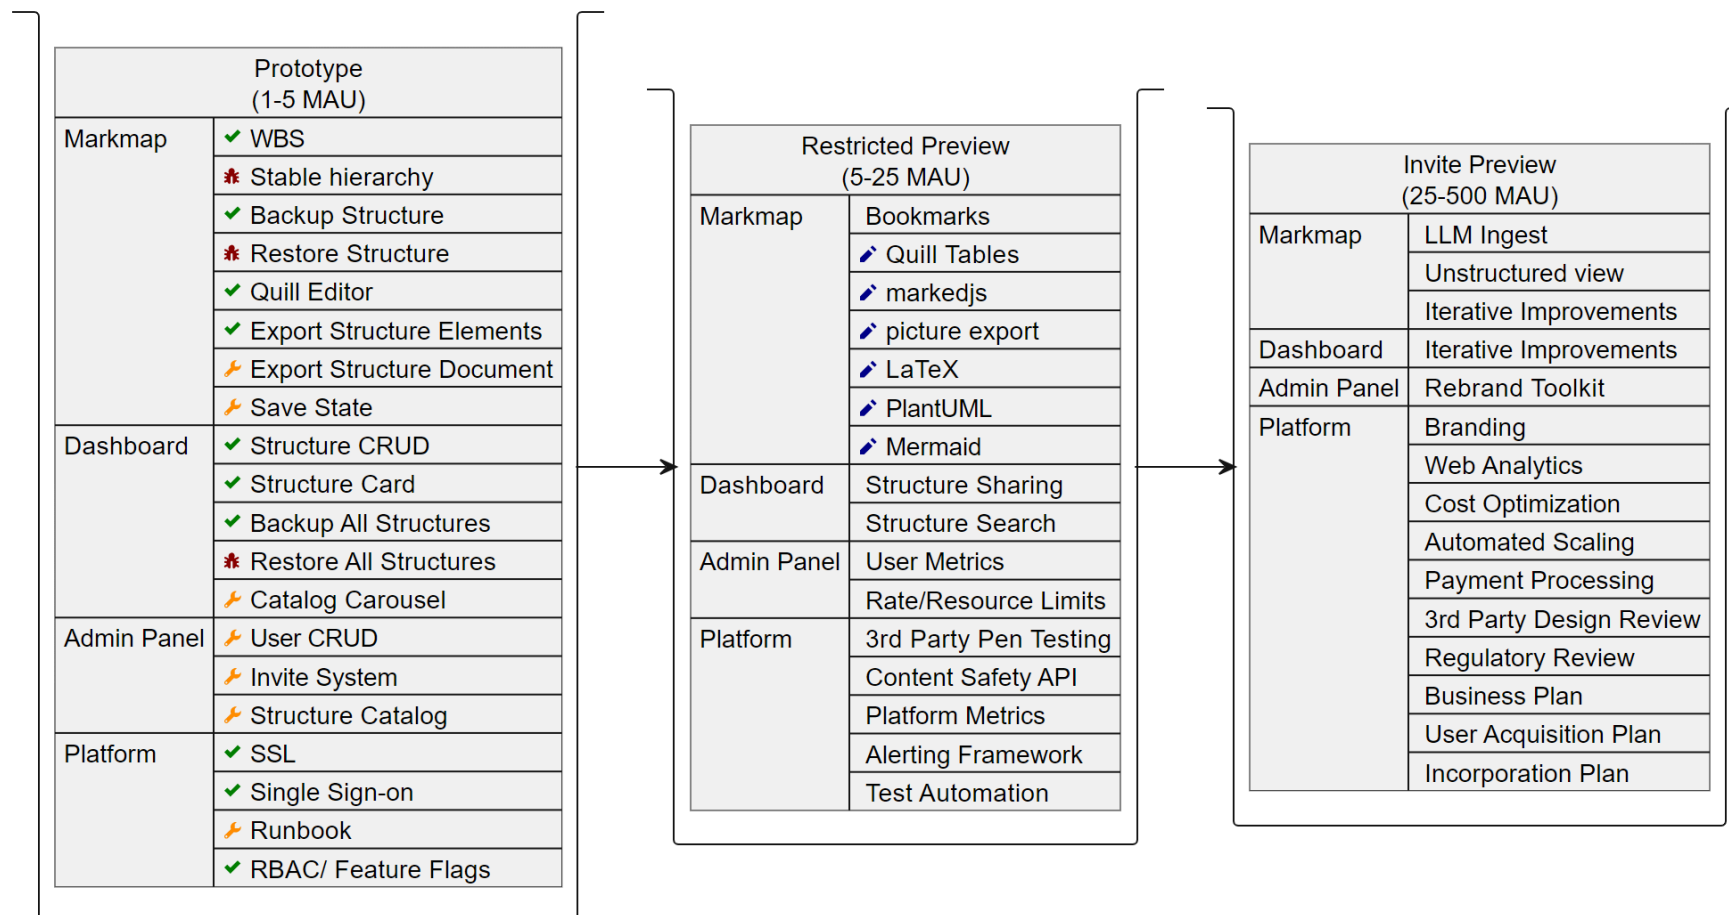 Prototype
(1-5 MAU)
Markmap
WBS
Stable hierarchy
Backup Structure
Restore Structure
Quill Editor
Export Structure Elements
Export Structure Document
Save State
Dashboard
Structure CRUD
Structure Card
Backup All Structures
Restore All Structures
Catalog Carousel
Admin Panel
User CRUD
Invite System
Structure Catalog
Platform
SSL
Single Sign-on
Runbook
RBAC/ Feature Flags
Restricted Preview
(5-25 MAU)
Markmap
Bookmarks
Quill Tables
markedjs
picture export
LaTeX
PlantUML
Mermaid
Dashboard
Structure Sharing
Structure Search
Admin Panel
User Metrics
Rate/Resource Limits
Platform
3rd Party Pen Testing
Content Safety API
Platform Metrics
Alerting Framework
Test Automation
Invite Preview
(25-500 MAU)
Markmap
LLM Ingest
Unstructured view
Iterative Improvements
Dashboard
Iterative Improvements
Admin Panel
Rebrand Toolkit
Platform
Branding
Web Analytics
Cost Optimization
Automated Scaling
Payment Processing
3rd Party Design Review
Regulatory Review
Business Plan
User Acquisition Plan
Incorporation Plan